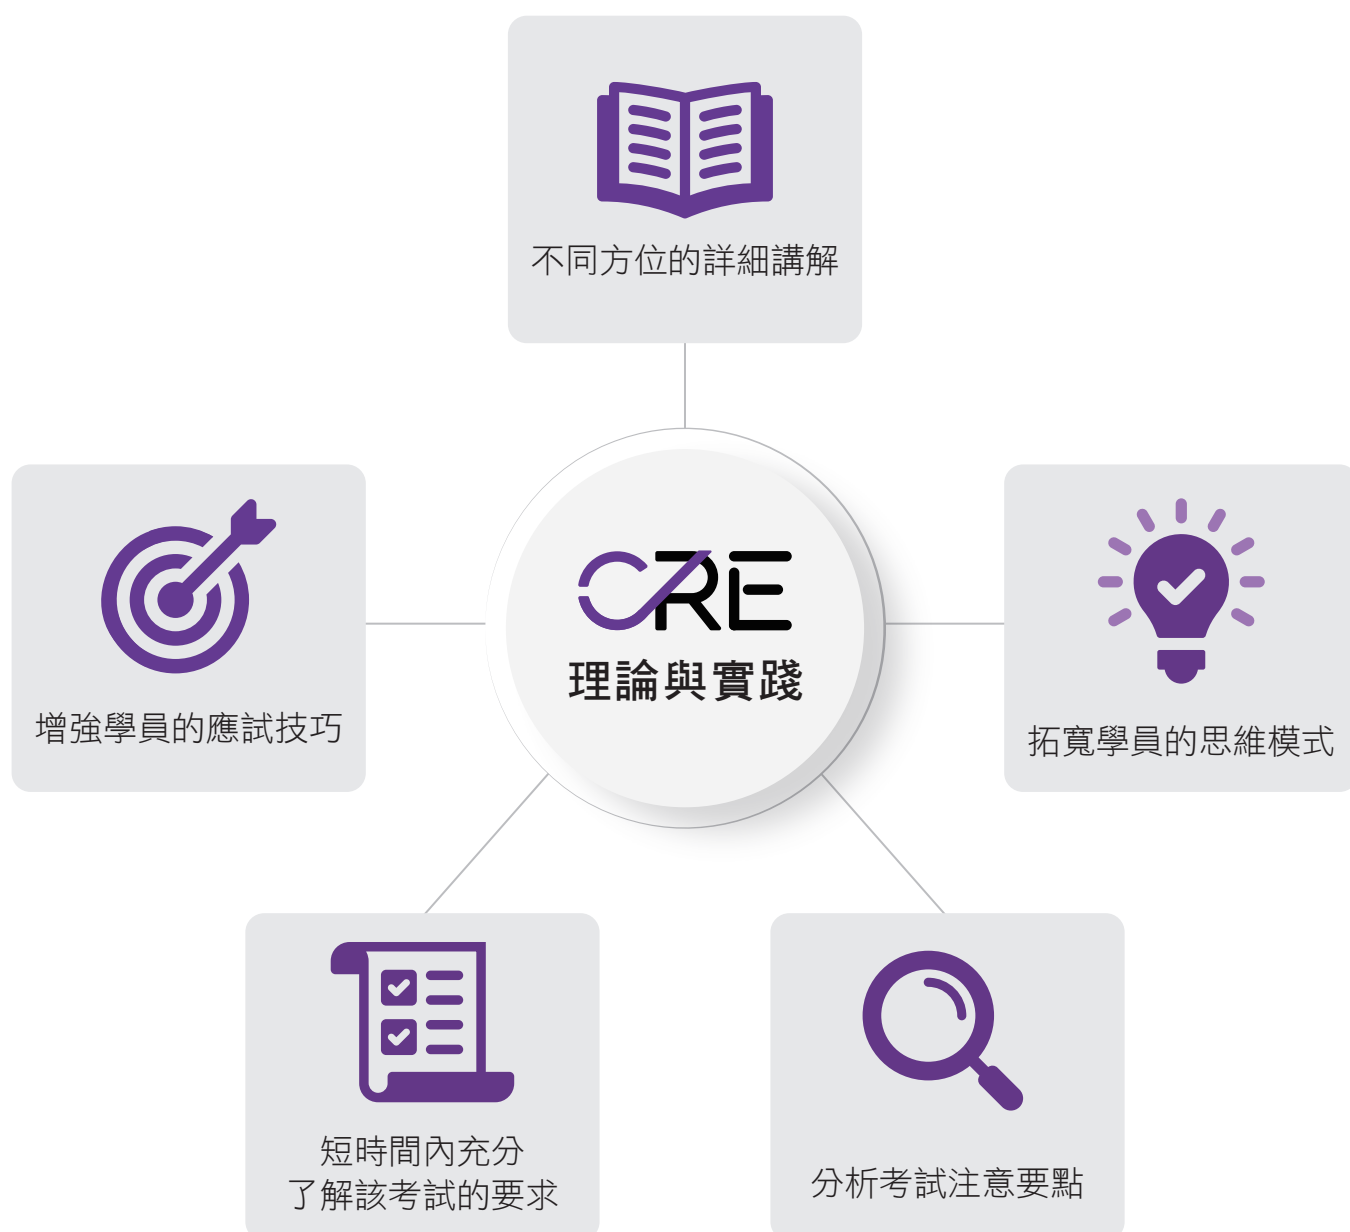 不同方位的詳細講解
增強學員的應試技巧
CRE
理論與實踐
拓寬學員的思維模式
短時間內充分
了解該考試的要求
分析考試注意要點